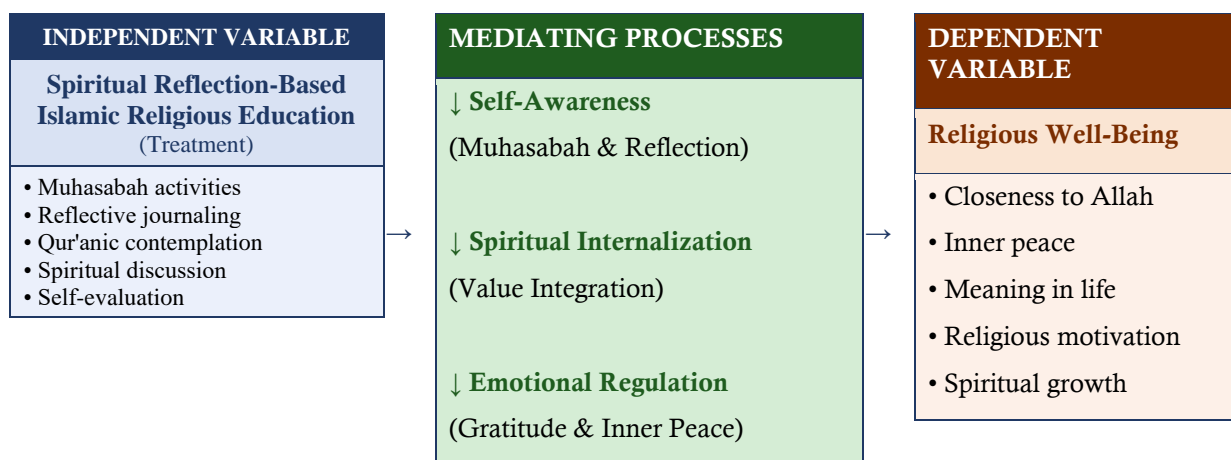 INDEPENDENT VARIABLE
Spiritual Reflection-Based
Islamic Religious Education
(Treatment)
• Muhasabah activities
• Reflective journaling
• Qur'anic contemplation
• Spiritual discussion
• Self-evaluation
→
MEDIATING PROCESSES
↓ Self-Awareness
(Muhasabah & Reflection)
↓ Spiritual Internalization
(Value Integration)
↓ Emotional Regulation
(Gratitude & Inner Peace)
→
DEPENDENT
VARIABLE
Religious Well-Being
• Closeness to Allah
• Inner peace
• Meaning in life
• Religious motivation
• Spiritual growth